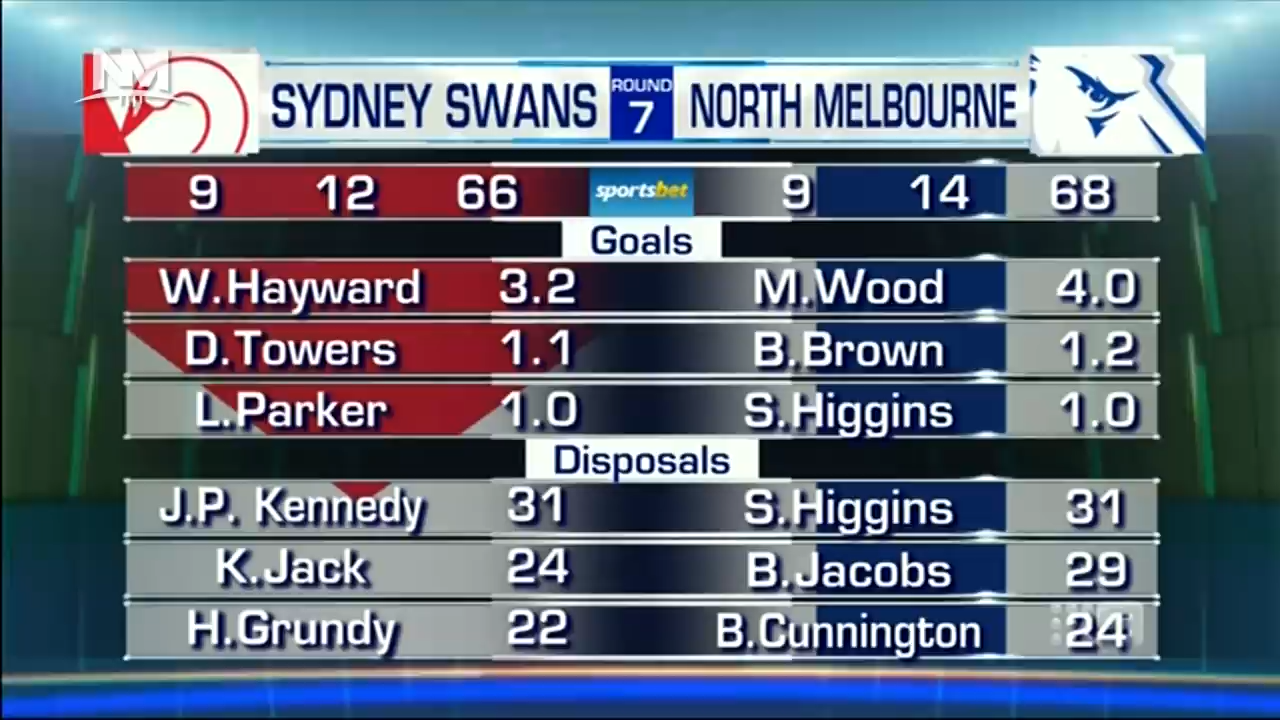 NM
SYDNEY SWANS ROUND 7 NORTH MELBOURNE
9 12 66 sportsbet 9 14 68
Goals
W.Hayward 3.2 M.Wood 4.0
D.Towers 1.1 B.Brown 1.2
L.Parker 1.0 S.Higgins 1.0
Disposals
J.P. Kennedy 31 S.Higgins 31
K.Jack 24 B.Jacobs 29
H.Grundy 22 B.Cunnington 24